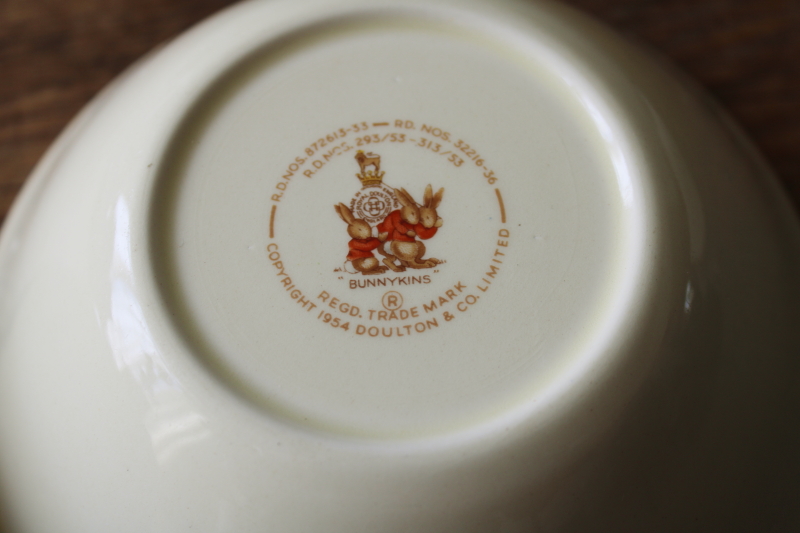 R.D.NOS. 872613-33 — RD. NOS. 32216-36
R.D.NOS. 293/53 - 313/53
"BUNNYKINS"
®
REGD. TRADE MARK
COPYRIGHT 1954 DOULTON & CO. LIMITED